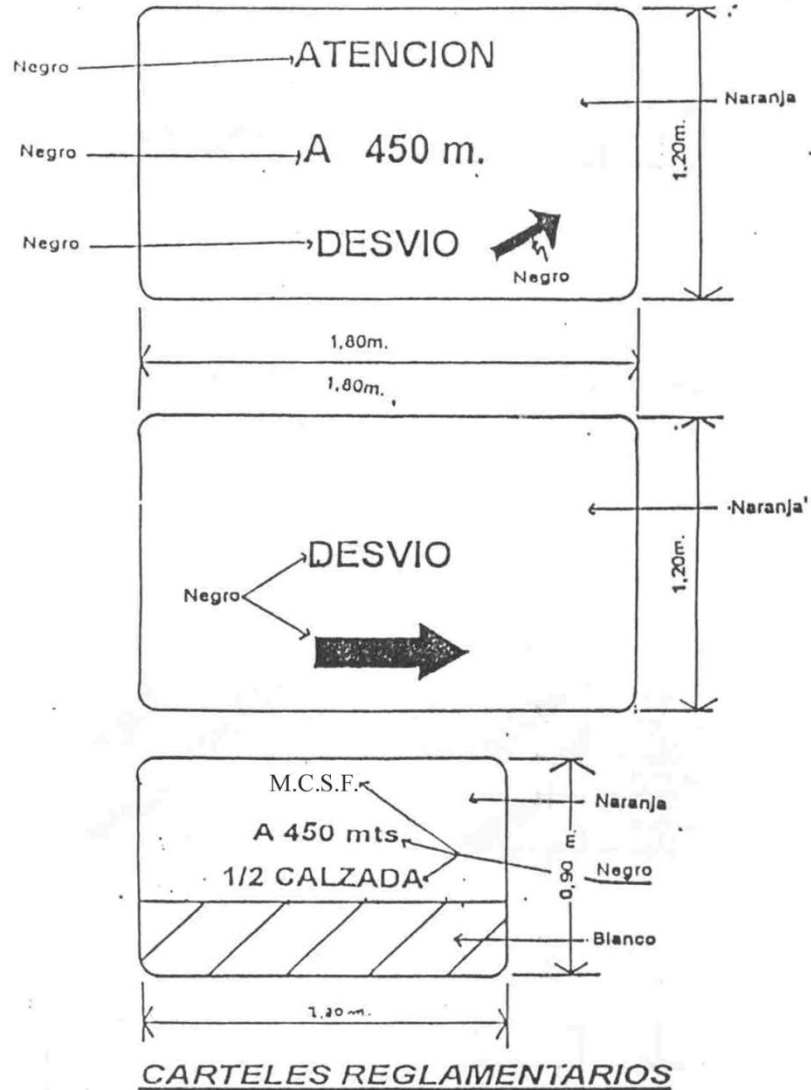 Negro
ATENCION
Naranja
Negro
A 450 m.
1,20m.
Negro
DESVIO
Negro
1,80m.
1,80m.
Naranja
DESVIO
Negro
1,20m.
M.C.S.F.
Naranja
A 450 mts
1/2 CALZADA
Negro
0,90 m
Blanco
CARTELES REGLAMENTARIOS